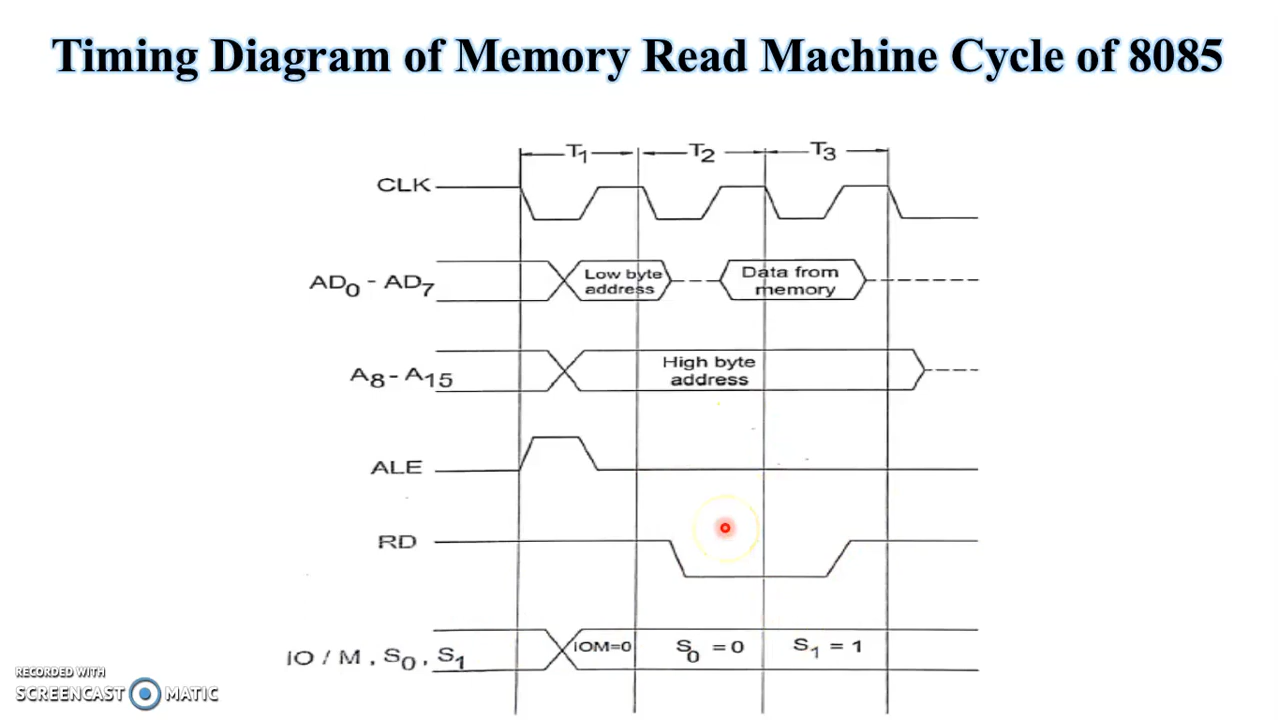 Timing Diagram of Memory Read Machine Cycle of 8085
T1 T2 T3
CLK
AD0 - AD7
Low byte
address
Data from
memory
A8 - A15
High byte
address
ALE
RD
IO / M , S0 , S1
IOM=0
S0 = 0
S1 = 1
RECORDED WITH
SCREENCAST MATIC